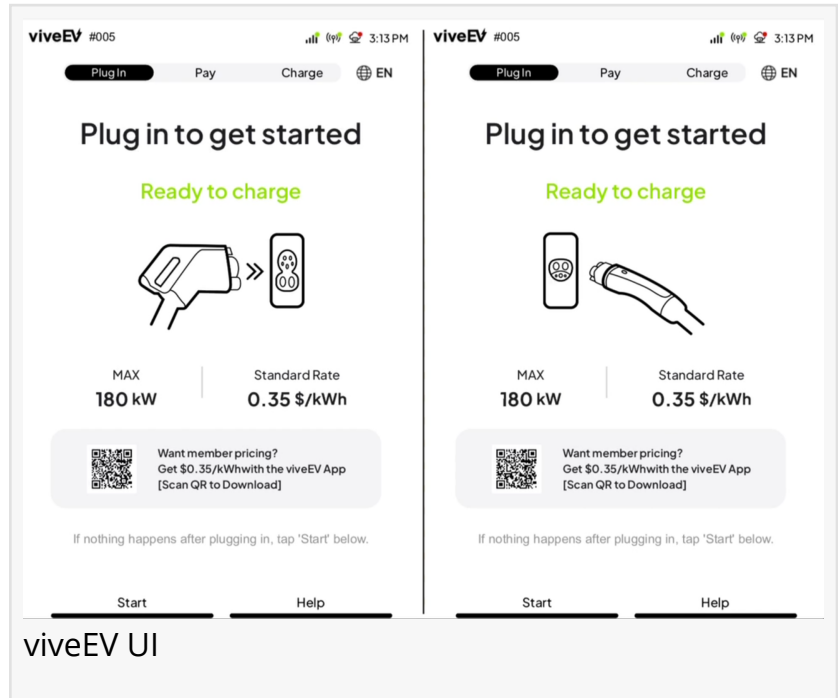 viveEV #005 3:13 PM
Plug In Pay Charge EN
Plug in to get started
Ready to charge
MAX Standard Rate
180 kW 0.35 $/kWh
Want member pricing?
Get $0.35/kWhwith the viveEV App
[Scan QR to Download]
If nothing happens after plugging in, tap 'Start' below.
Start Help
viveEV #005 3:13 PM
Plug In Pay Charge EN
Plug in to get started
Ready to charge
MAX Standard Rate
180 kW 0.35 $/kWh
Want member pricing?
Get $0.35/kWhwith the viveEV App
[Scan QR to Download]
If nothing happens after plugging in, tap 'Start' below.
Start Help
viveEV UI